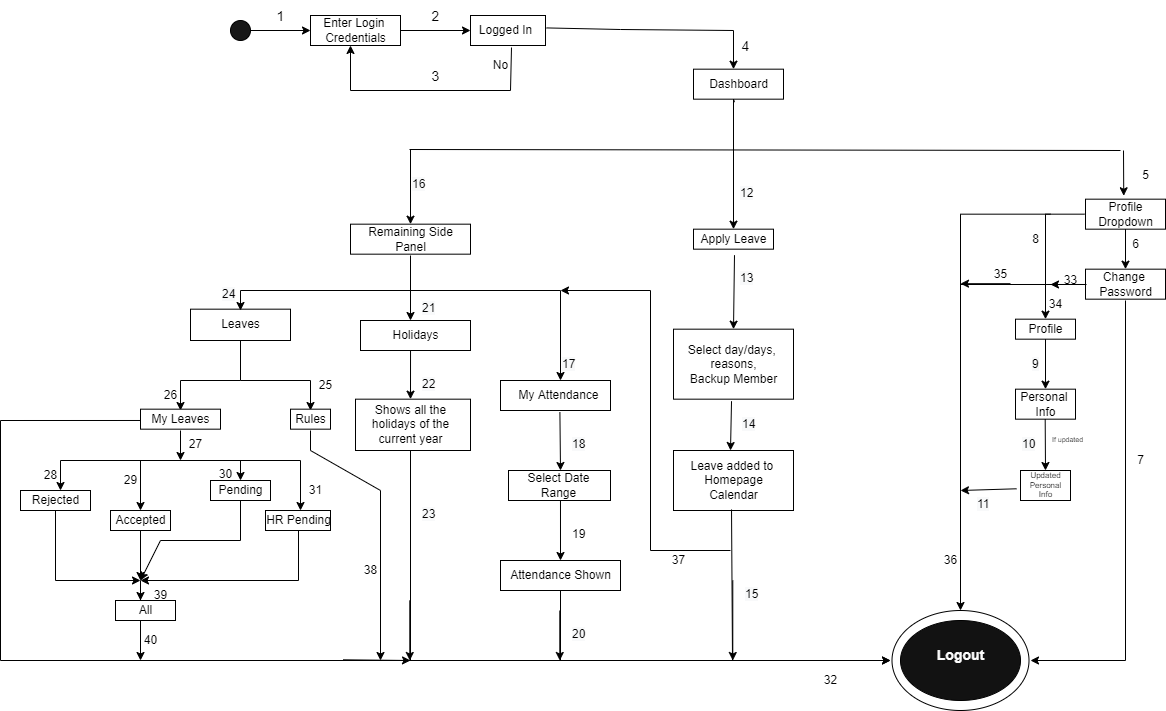 1
Enter Login
Credentials
2
Logged In
No
3
4
Dashboard
16
12
5
Remaining Side
Panel
Apply Leave
Profile
Dropdown
8
6
13
35
33
Change
Password
24
21
34
Leaves
Holidays
Profile
17
Select day/days,
reasons,
Backup Member
9
26
25
22
My Attendance
Personal
Info
My Leaves
Rules
Shows all the
holidays of the
current year
14
27
18
10
If updated
7
28
29
30
31
Rejected
Pending
Accepted
HR Pending
Select Date
Range
Leave added to
Homepage
Calendar
Updated
Personal
Info
11
23
19
38
37
36
Attendance Shown
39
15
All
40
20
Logout
32